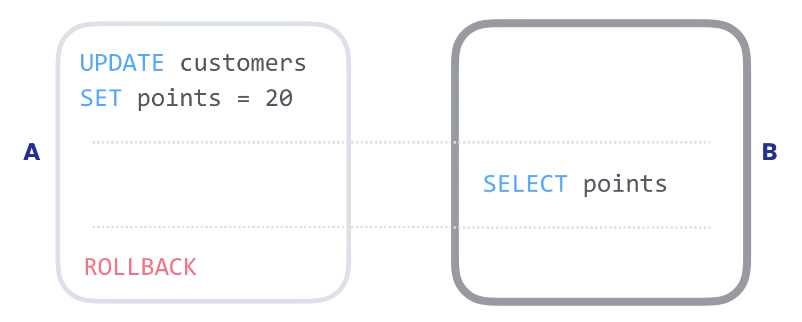 UPDATE customers
SET points = 20
A
B
SELECT points
ROLLBACK